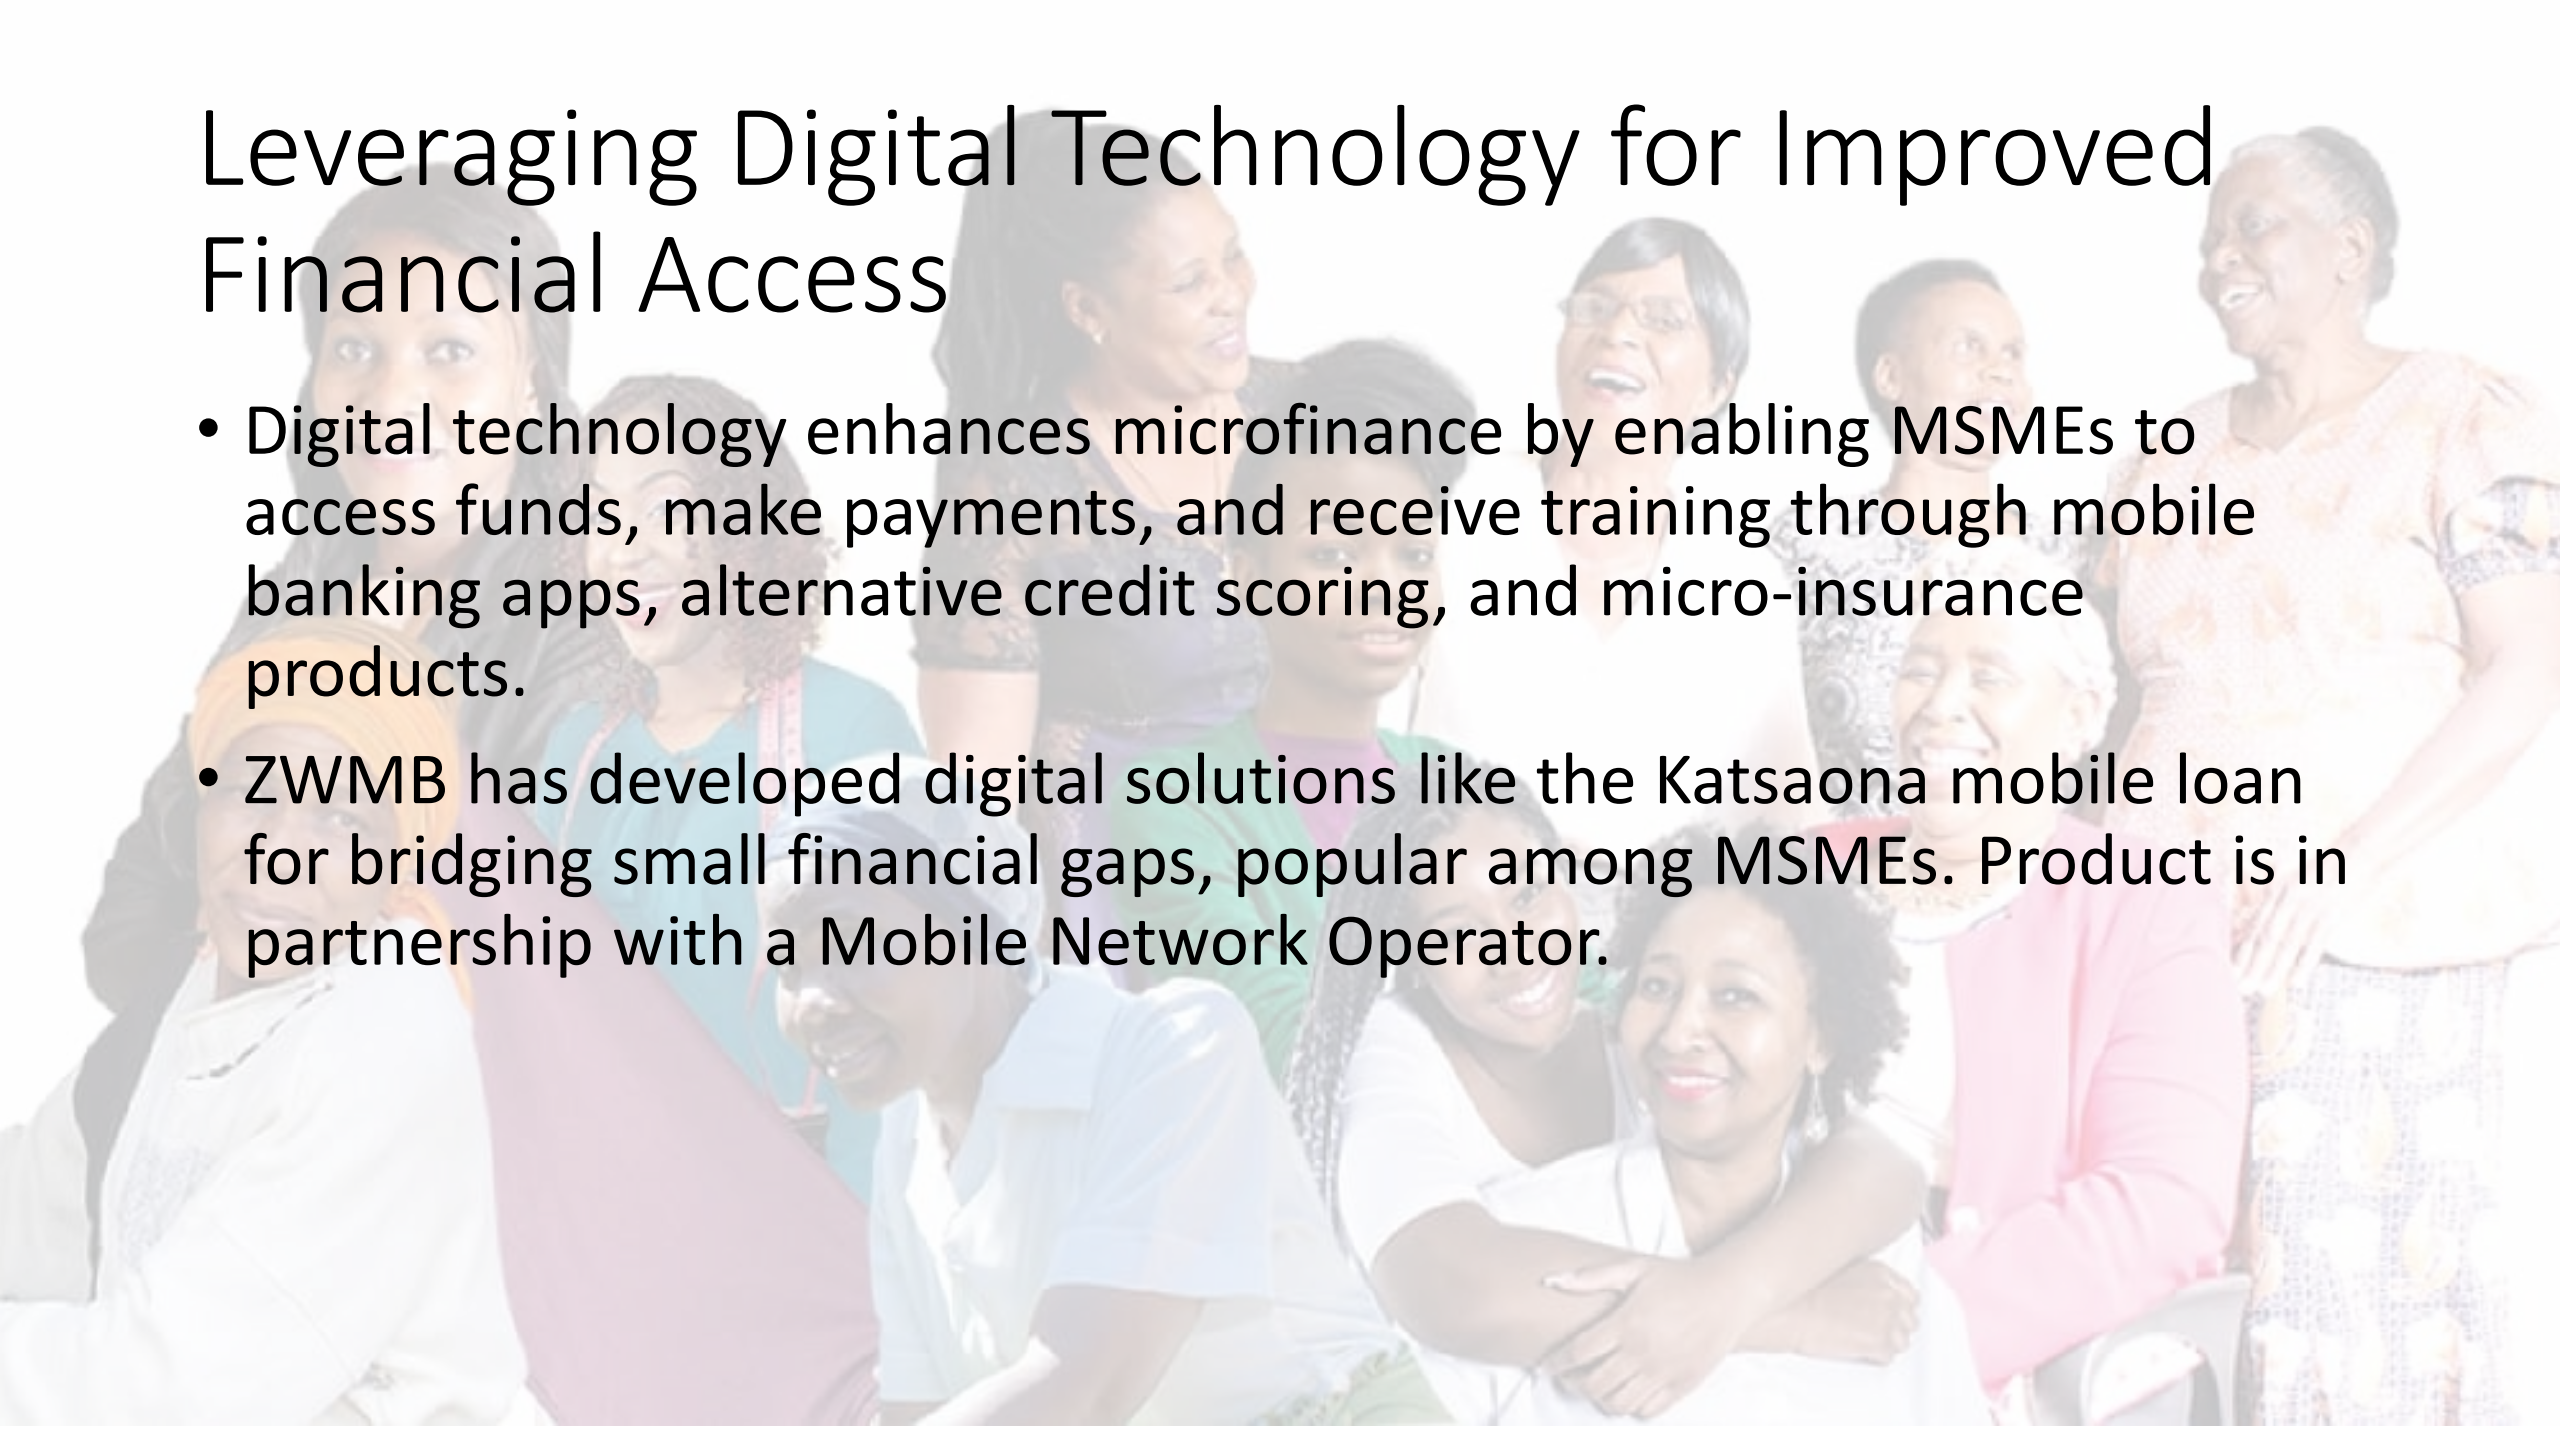 Leveraging Digital Technology for Improved
Financial Access
• Digital technology enhances microfinance by enabling MSMEs to
access funds, make payments, and receive training through mobile
banking apps, alternative credit scoring, and micro-insurance
products.
• ZWMB has developed digital solutions like the Katsaona mobile loan
for bridging small financial gaps, popular among MSMEs. Product is in
partnership with a Mobile Network Operator.